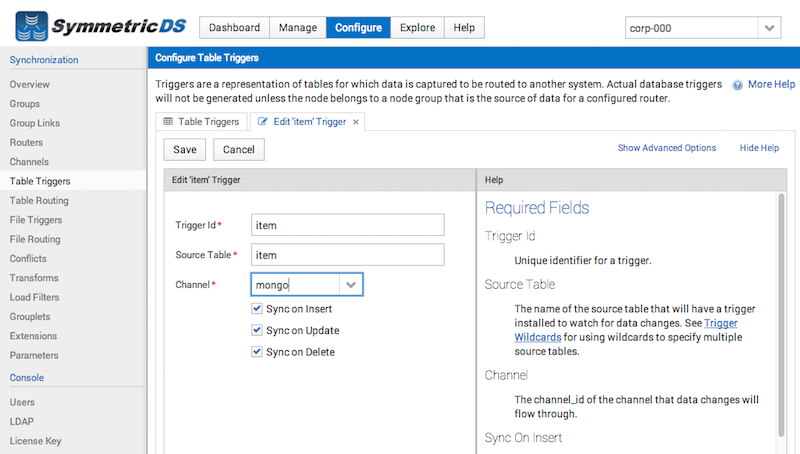 SymmetricDS
Dashboard Manage Configure Explore Help
corp-000
Synchronization
Overview
Groups
Group Links
Routers
Channels
Table Triggers
Table Routing
File Triggers
File Routing
Conflicts
Transforms
Load Filters
Grouplets
Extensions
Parameters
Console
Users
LDAP
License Key
Configure Table Triggers
Triggers are a representation of tables for which data is captured to be routed to another system. Actual database triggers
will not be generated unless the node belongs to a node group that is the source of data for a configured router.
More Help
Table Triggers
Edit 'item' Trigger ×
Save Cancel
Show Advanced Options Hide Help
Edit 'item' Trigger
Trigger Id* item
Source Table* item
Channel* mongo
Sync on Insert
Sync on Update
Sync on Delete
Help
Required Fields
Trigger Id
Unique identifier for a trigger.
Source Table
The name of the source table that will have a trigger
installed to watch for data changes. See Trigger
Wildcards for using wildcards to specify multiple
source tables.
Channel
The channel_id of the channel that data changes will
flow through.
Sync On Insert